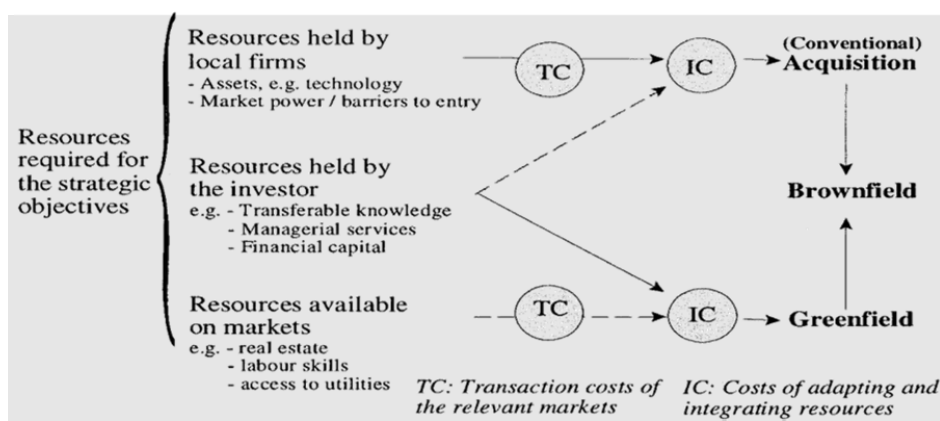 Resources
required for
the strategic
objectives
Resources held by
local firms
- Assets, e.g. technology
- Market power / barriers to entry
Resources held by
the investor
e.g. - Transferable knowledge
- Managerial services
- Financial capital
Resources available
on markets
e.g. - real estate
- labour skills
- access to utilities
TC
IC
(Conventional)
Acquisition
Brownfield
TC
IC
Greenfield
TC: Transaction costs of
the relevant markets
IC: Costs of adapting and
integrating resources